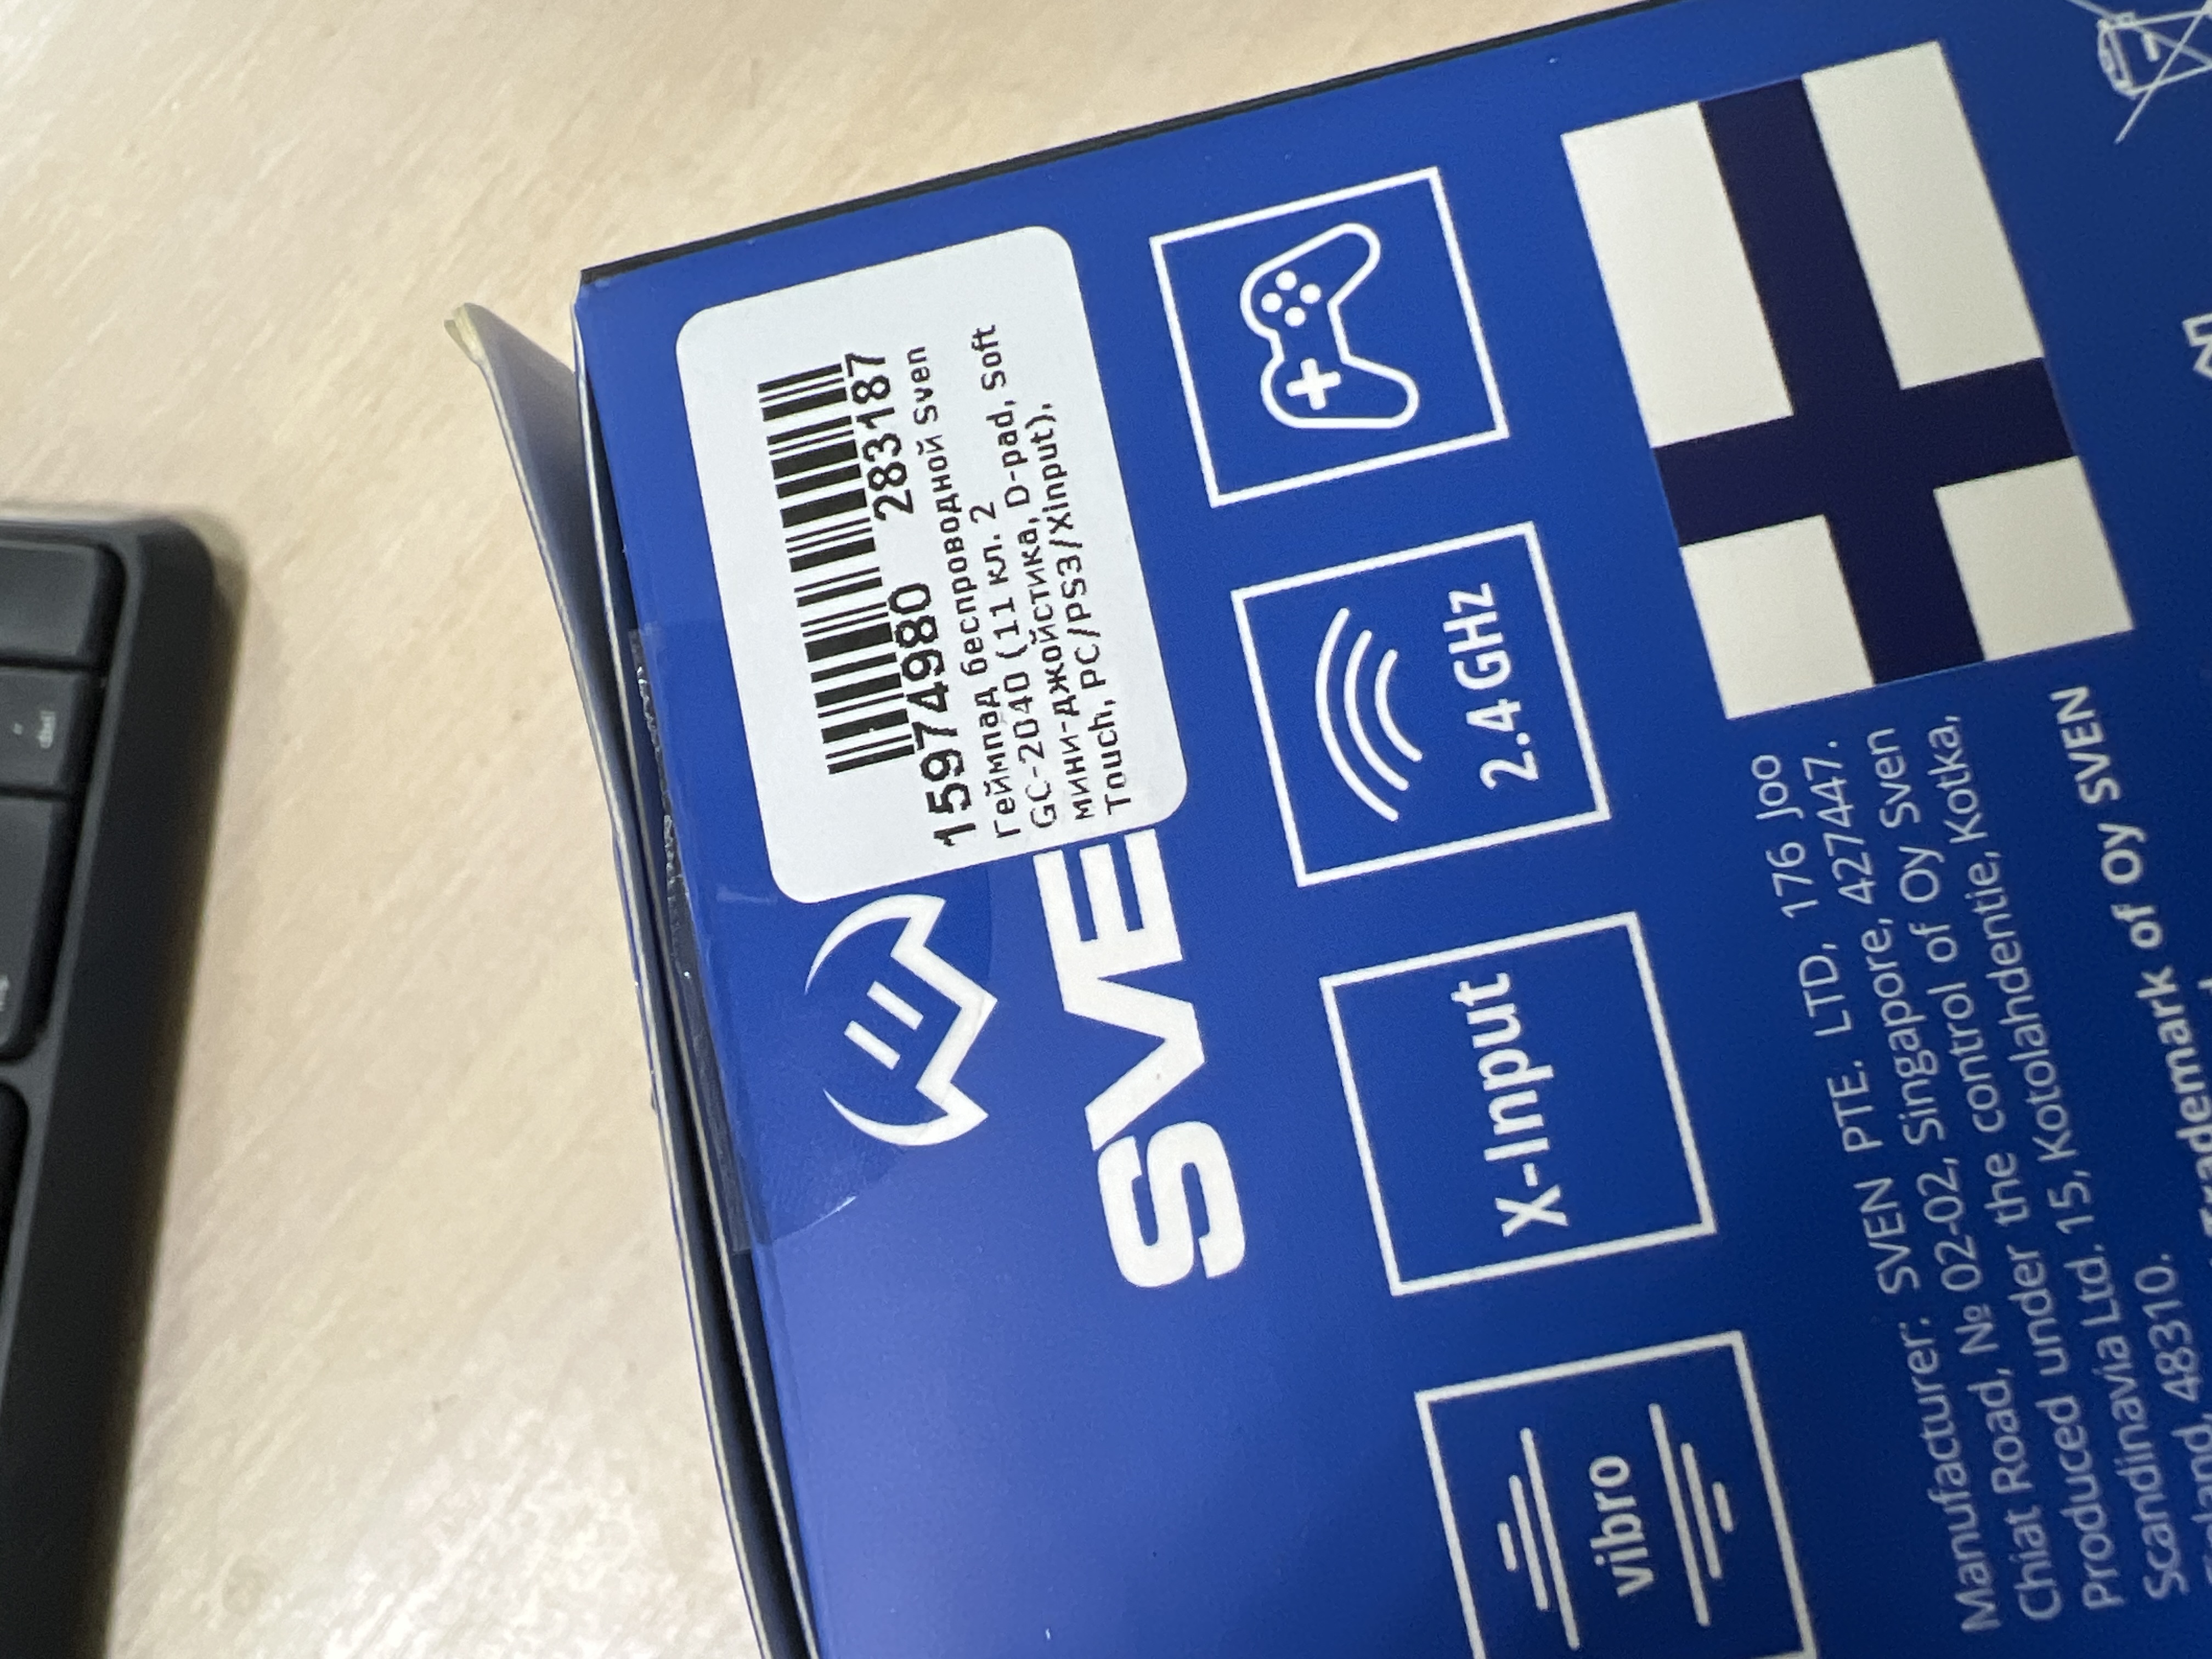 15974980 283187
Геймпад беспроводной Sven
GC-2040 (11 кл. 2
мини-джойстика, D-pad, Soft
Touch, PC/PS3/Xinput),
SVE
2.4 GHz
X-Input
vibro
Manufacturer: SVEN PTE. LTD, 176 Joo
Chiat Road, № 02-02, Singapore, 427447.
Produced under the control of Oy Sven
Scandinavia Ltd. 15, Kotolahdentie, Kotka,
48310.
of Oy SVEN